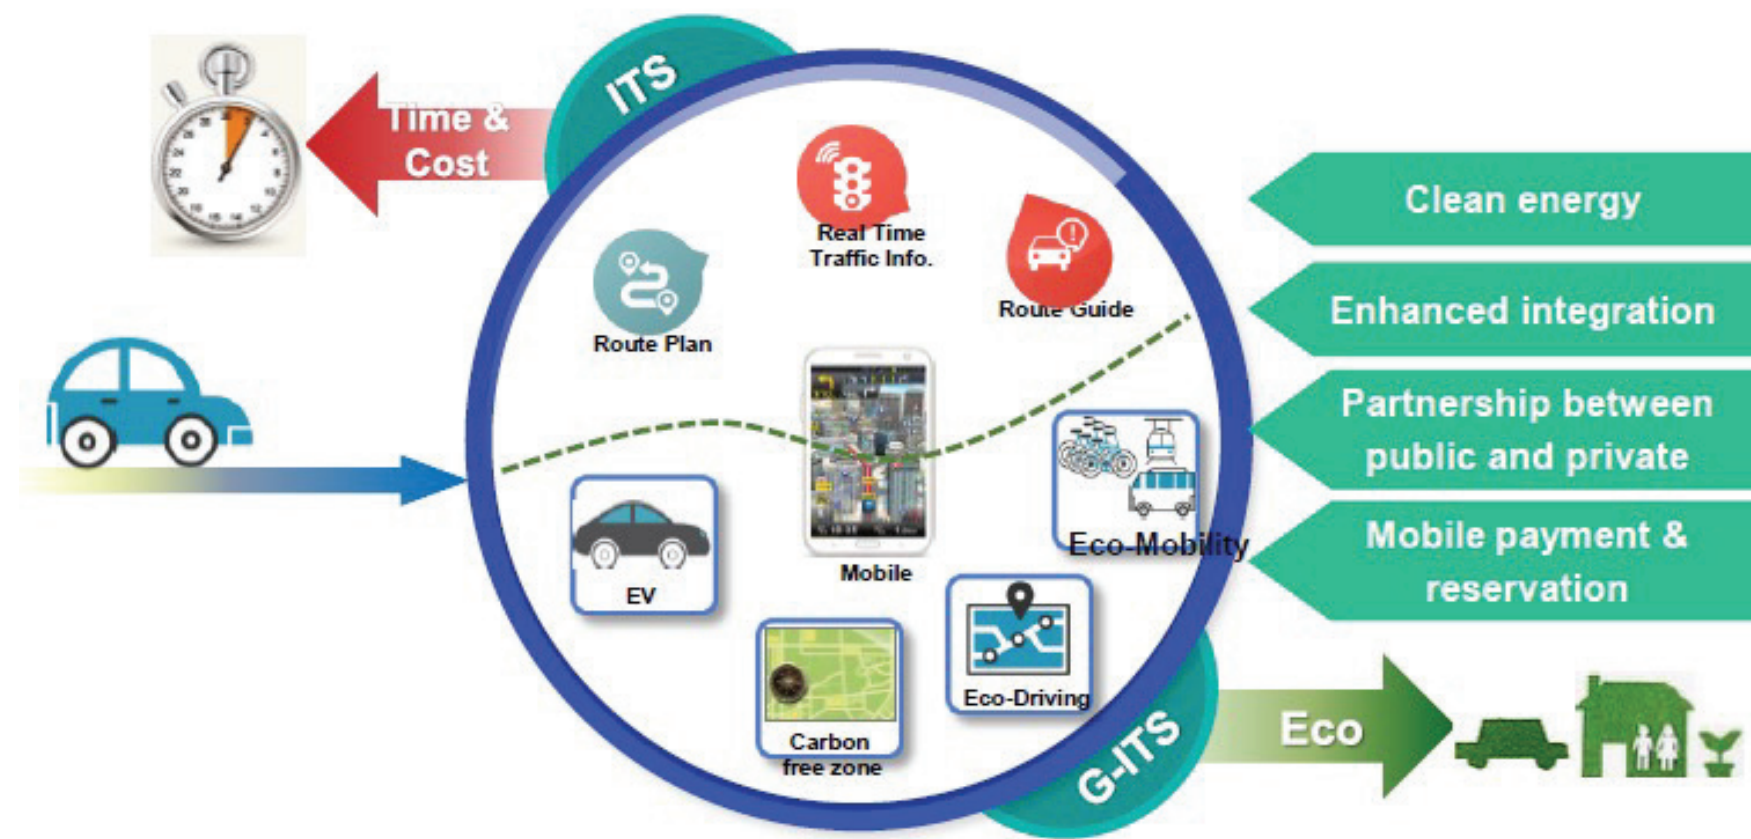 ITS
Time &
Cost
Real Time
Traffic Info.
Route Guide
Route Plan
Mobile
EV
Eco-Mobility
Eco-Driving
Carbon
free zone
G-ITS
Clean energy
Enhanced integration
Partnership between
public and private
Mobile payment &
reservation
Eco